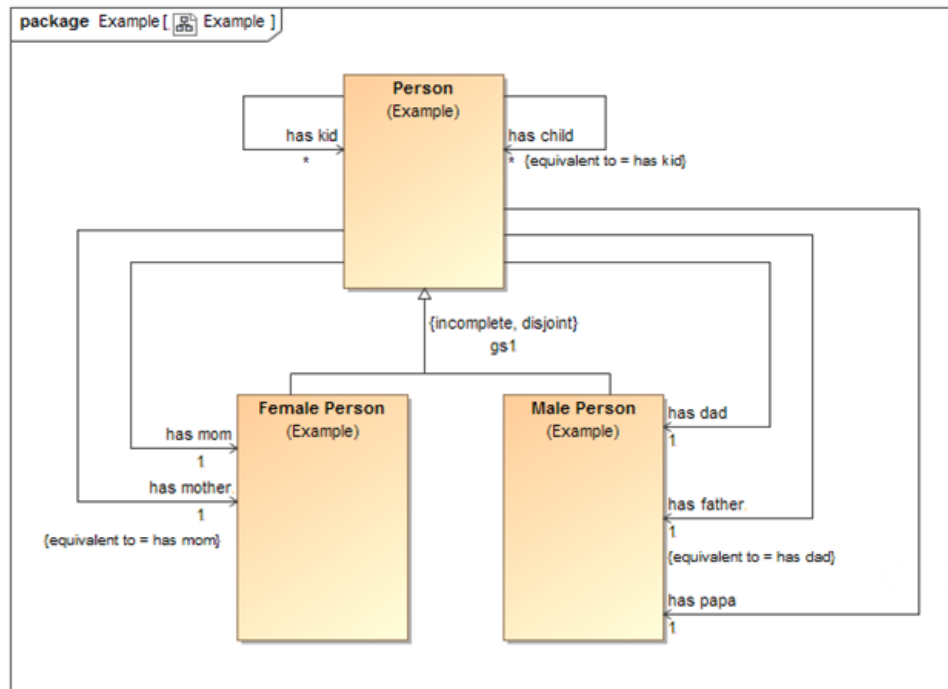 package Example [ Example ]
Person
(Example)
has kid
*
has child
* {equivalent to = has kid}
{incomplete, disjoint}
gs1
Female Person
(Example)
Male Person
(Example)
has mom
1
has mother
1
{equivalent to = has mom}
has dad
1
has father
1
{equivalent to = has dad}
has papa
1